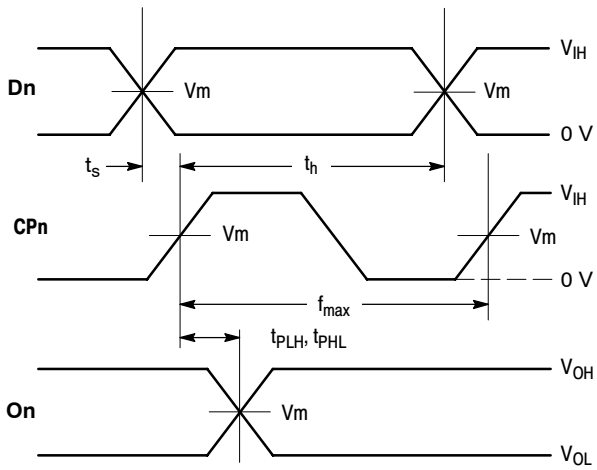 V_IH
Dn
Vm
Vm
0 V
t_s
t_h
V_IH
CPn
Vm
Vm
0 V
f_max
t_PLH, t_PHL
V_OH
On
Vm
V_OL